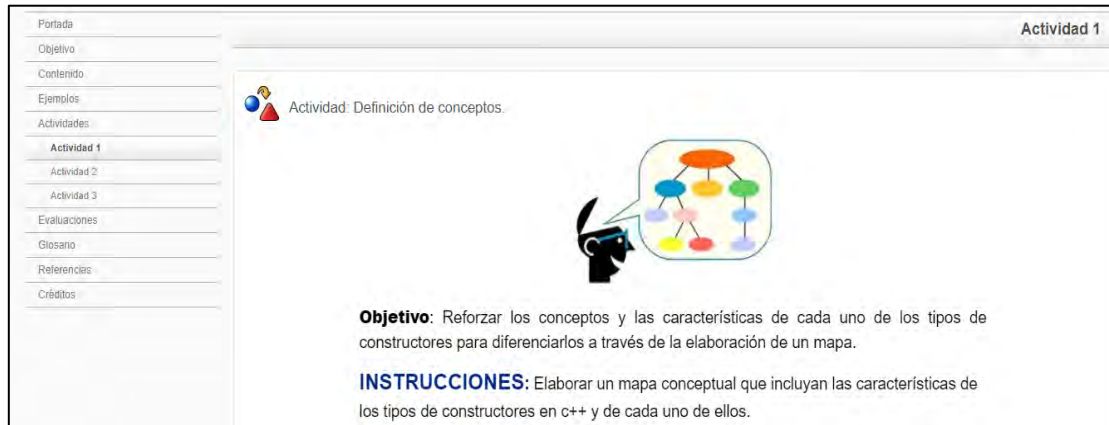 Portada
Objetivo
Contenido
Ejemplos
Actividades
Actividad 1
Actividad 2
Actividad 3
Evaluaciones
Glosario
Referencias
Créditos
Actividad 1
Actividad: Definición de conceptos.
Objetivo: Reforzar los conceptos y las características de cada uno de los tipos de
constructores para diferenciarlos a través de la elaboración de un mapa.
INSTRUCCIONES: Elaborar un mapa conceptual que incluyan las características de
los tipos de constructores en c++ y de cada uno de ellos.